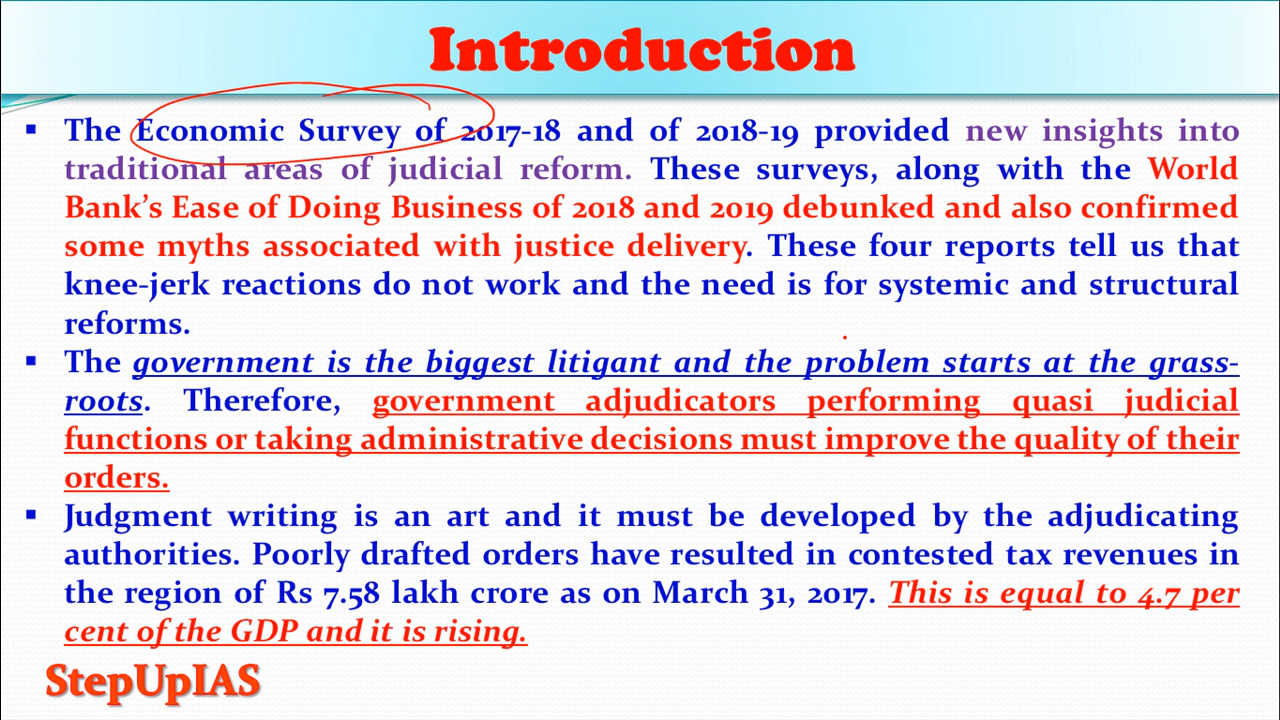 Introduction
▪ The Economic Survey of 2017-18 and of 2018-19 provided new insights into
traditional areas of judicial reform. These surveys, along with the World
Bank’s Ease of Doing Business of 2018 and 2019 debunked and also confirmed
some myths associated with justice delivery. These four reports tell us that
knee-jerk reactions do not work and the need is for systemic and structural
reforms.
▪ The government is the biggest litigant and the problem starts at the grass-
roots. Therefore, government adjudicators performing quasi judicial
functions or taking administrative decisions must improve the quality of their
orders.
▪ Judgment writing is an art and it must be developed by the adjudicating
authorities. Poorly drafted orders have resulted in contested tax revenues in
the region of Rs 7.58 lakh crore as on March 31, 2017. This is equal to 4.7 per
cent of the GDP and it is rising.
StepUpIAS